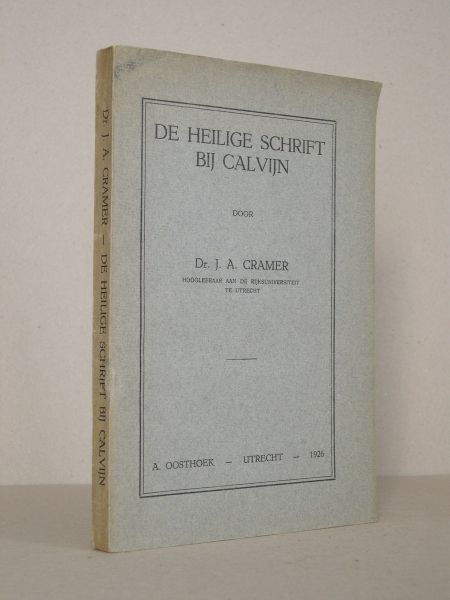 Dr. J. A. CRAMER — DE HEILIGE SCHRIFT BIJ CALVIJN
DE HEILIGE SCHRIFT
BIJ CALVIJN
DOOR
Dr. J. A. CRAMER
HOOGLEERAAR AAN DE RIJKSUNIVERSITEIT
TE UTRECHT
A. OOSTHOEK — UTRECHT — 1926